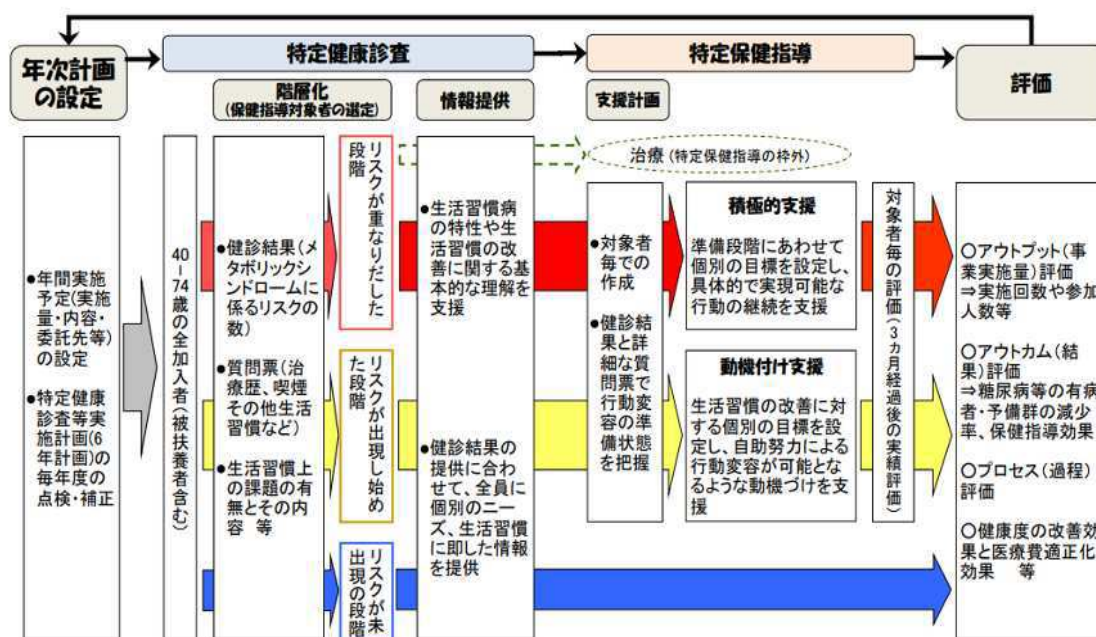 年次計画
の設定
特定健康診査
階層化
(保健指導対象者の選定)
情報提供
特定保健指導
支援計画
評価
●年間実施
予定(実施
量・内容・
委託先等)
の設定
●特定健康
診査等実
施計画(6
年計画)の
毎年度の
点検・補正
40-74歳の全加入者(被扶養者含む)
●健診結果(メ
タボリックシ
ンドロームに
係るリスクの
数)
●質問票(治
療歴、喫煙
その他生活
習慣など)
●生活習慣上
の課題の有
無とその内
容 等
リスクが重なりだした
段階
リスクが出現し始め
た段階
リスクが未
出現の段階
●生活習慣病
の特性や生
活習慣の改
善に関する基
本的な理解を
支援
●健診結果の
提供に合わ
せて、全員に
個別のニー
ズ、生活習慣
に即した情報
を提供
治療(特定保健指導の枠外)
●対象者
毎での
作成
●健診結
果と詳
細な質
問票で
行動変
容の準
備状態
を把握
積極的支援
準備段階にあわせて
個別の目標を設定し、
具体的で実現可能な
行動の継続を支援
動機付け支援
生活習慣の改善に対
する個別の目標を設
定し、自助努力による
行動変容が可能とな
るような動機づけを支
援
対象者毎の評価(3ヵ月経過後の実績評価)
○アウトプット(事
業実施量)評価
⇒実施回数や参加
人数等
○アウトカム(結
果)評価
⇒糖尿病等の有病
者・予備群の減少
率、保健指導効果
○プロセス(過程)
評価
○健康度の改善効
果と医療費適正化
効果 等